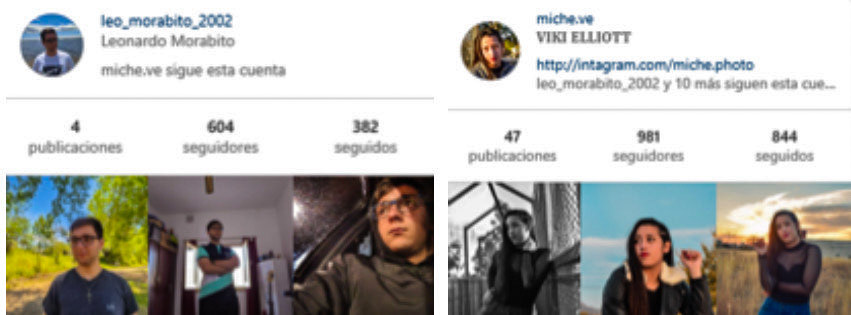 leo_morabito_2002
Leonardo Morabito
miche.ve sigue esta cuenta
4 604 382
publicaciones seguidores seguidos
miche.ve
VIKI ELLIOTT
http://intagram.com/miche.photo
leo_morabito_2002 y 10 más siguen esta cue...
47 981 844
publicaciones seguidores seguidos